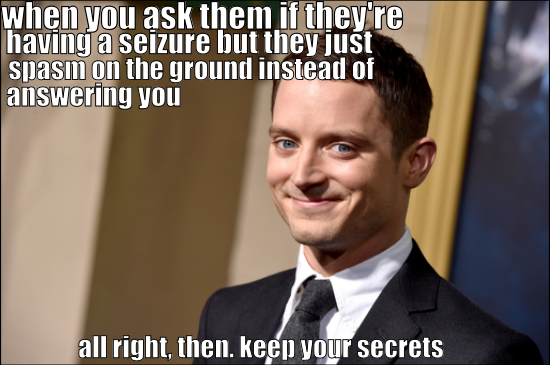 when you ask them if they're
having a seizure but they just
spasm on the ground instead of
answering you
all right, then. keep your secrets